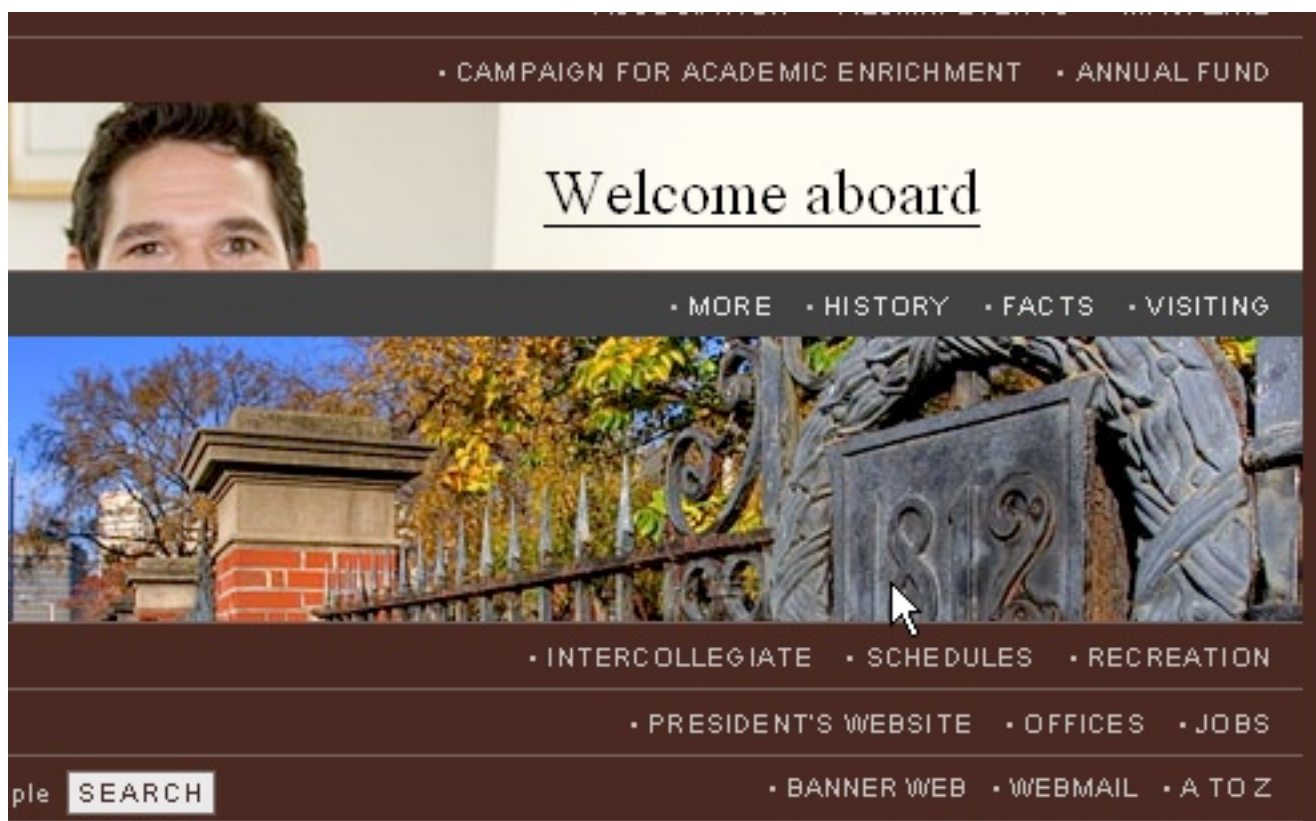 • CAMPAIGN FOR ACADEMIC ENRICHMENT • ANNUAL FUND
Welcome aboard
• MORE • HISTORY • FACTS • VISITING
1812
• INTERCOLLEGIATE • SCHEDULES • RECREATION
• PRESIDENT'S WEBSITE • OFFICES • JOBS
ple SEARCH • BANNER WEB • WEBMAIL • A TO Z